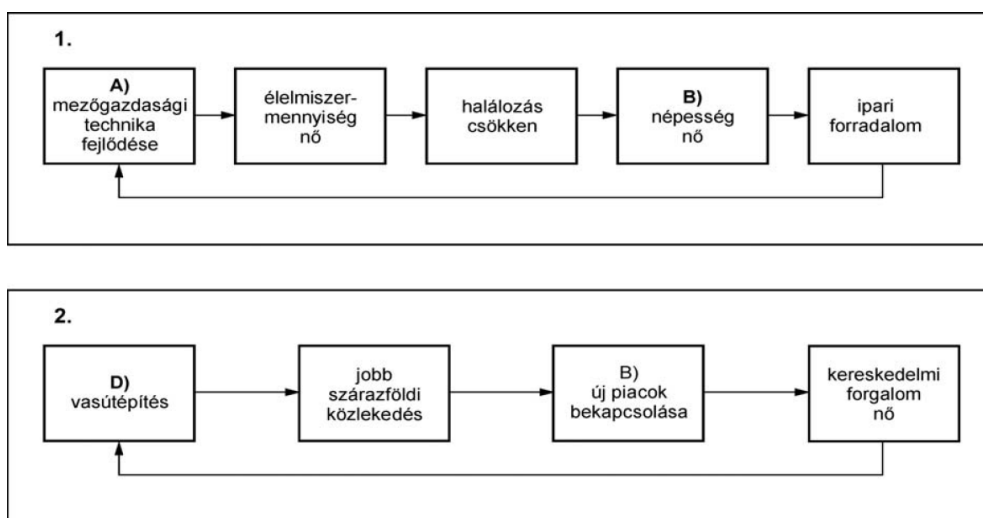 1.
A)
mezőgazdasági
technika
fejlődése
élelmiszer-
mennyiség
nő
halálozás
csökken
B)
népesség
nő
ipari
forradalom
2.
D)
vasútépítés
jobb
szárazföldi
közlekedés
B)
új piacok
bekapcsolása
kereskedelmi
forgalom
nő